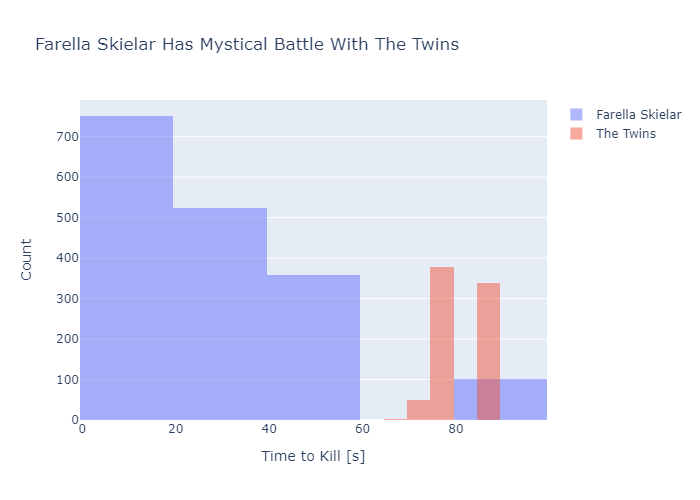 Farella Skielar Has Mystical Battle With The Twins
Farella Skielar
The Twins
700
600
500
400
300
200
100
0
Count
0 20 40 60 80
Time to Kill [s]